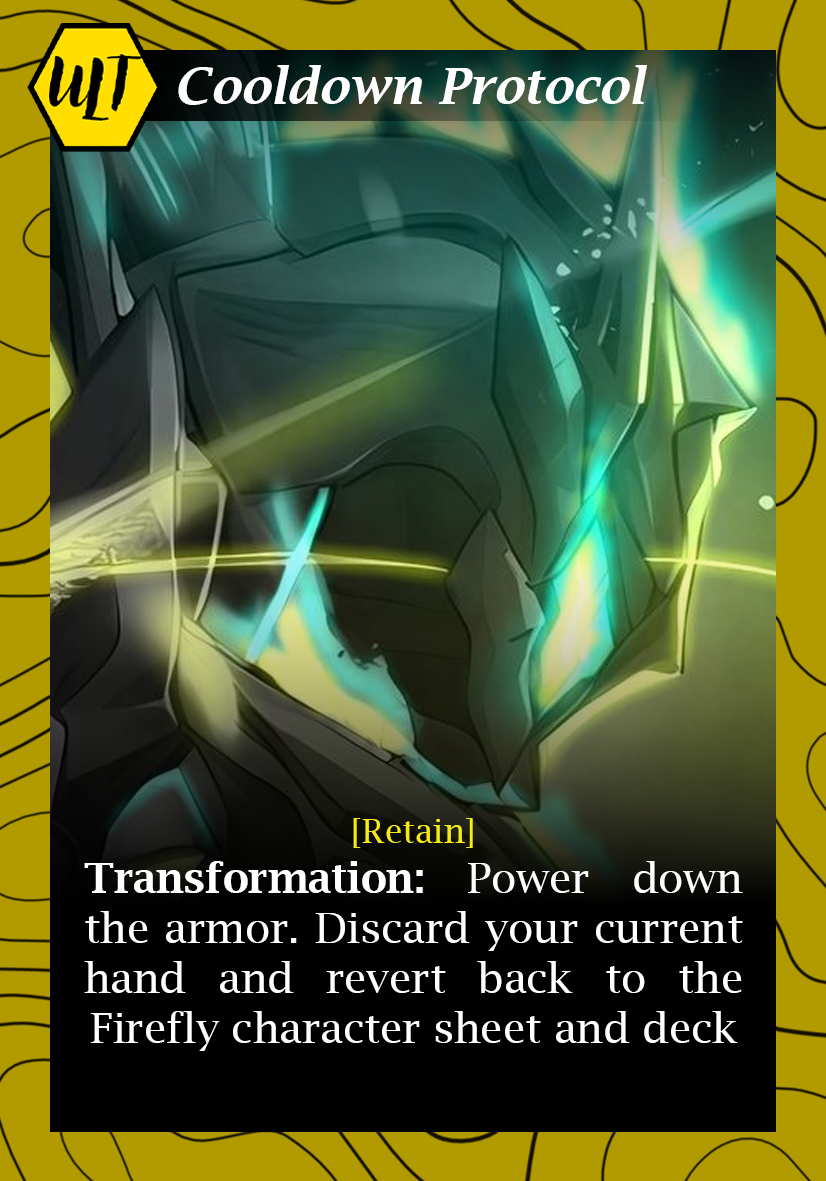 ULT
Cooldown Protocol
[Retain]
Transformation: Power down
the armor. Discard your current
hand and revert back to the
Firefly character sheet and deck